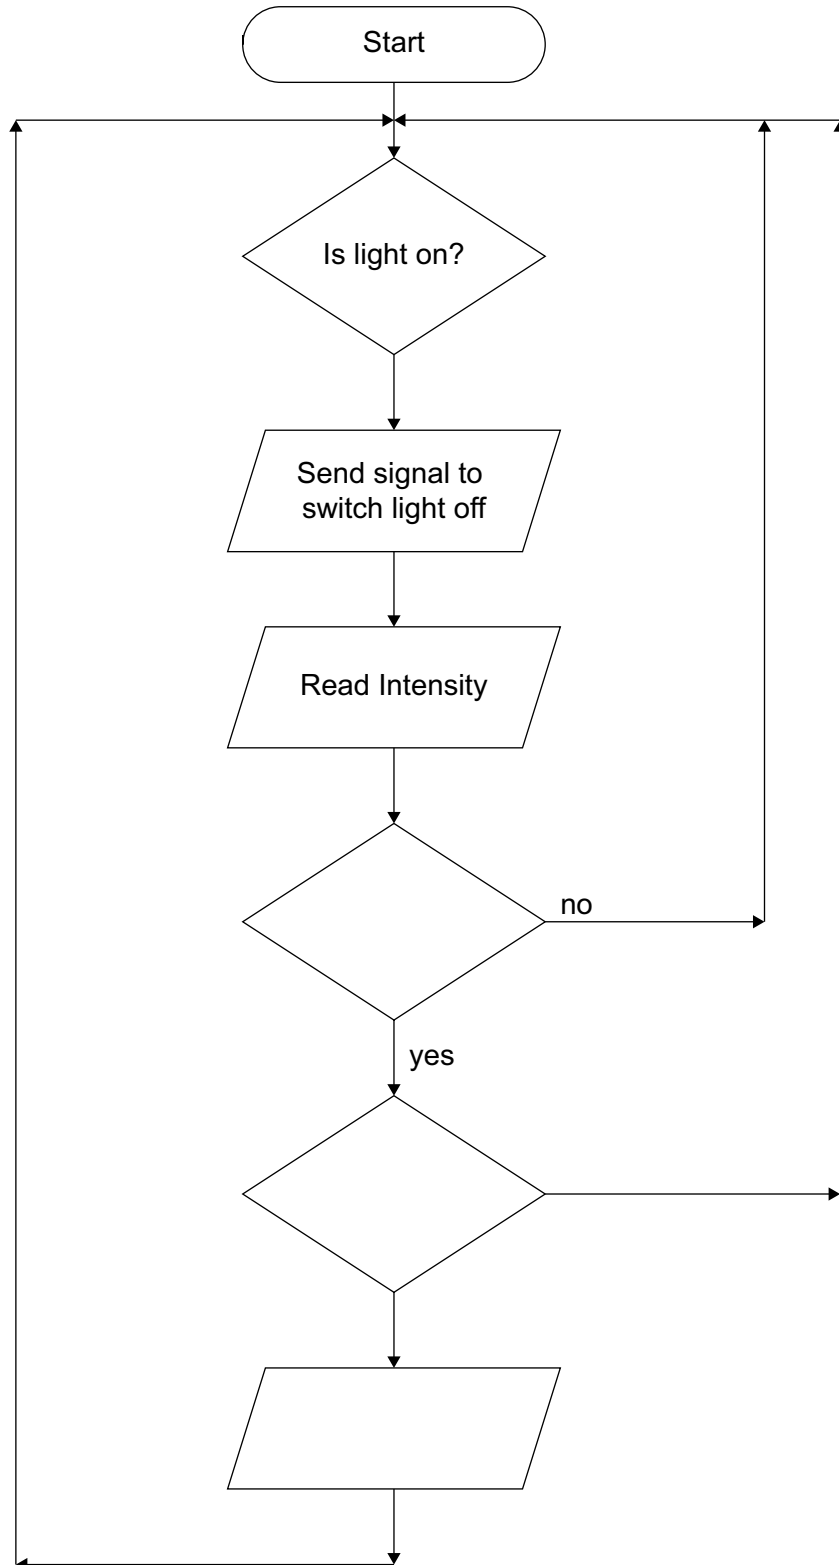 Start
Is light on?
Send signal to
switch light off
Read Intensity
no
yes